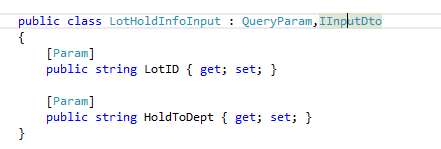 public class LotHoldInfoInput : QueryParam,IInputDto
{
[Param]
public string LotID { get; set; }
[Param]
public string HoldToDept { get; set; }
}